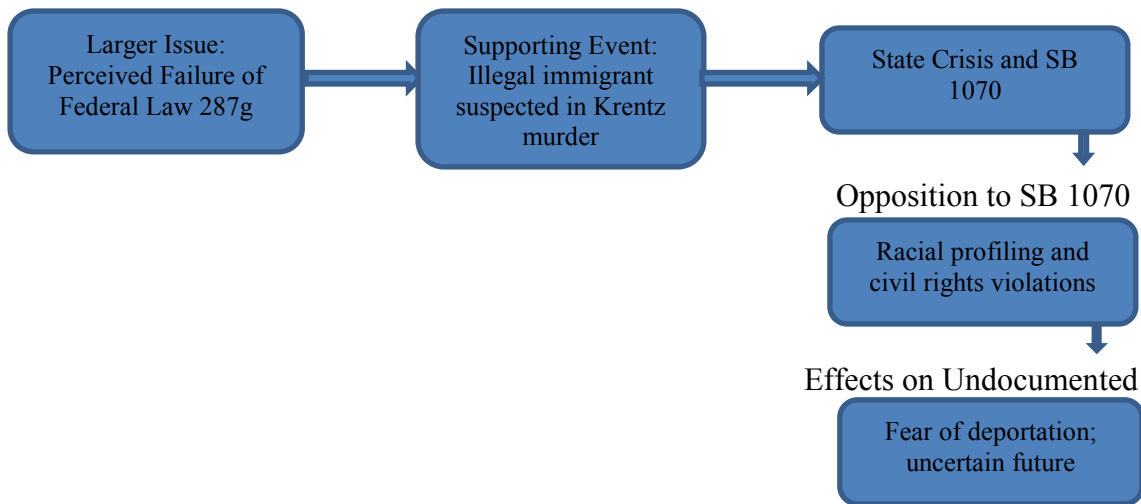 Larger Issue:
Perceived Failure of
Federal Law 287g
Supporting Event:
Illegal immigrant
suspected in Krentz
murder
State Crisis and SB
1070
Opposition to SB 1070
Racial profiling and
civil rights violations
Effects on Undocumented
Fear of deportation;
uncertain future